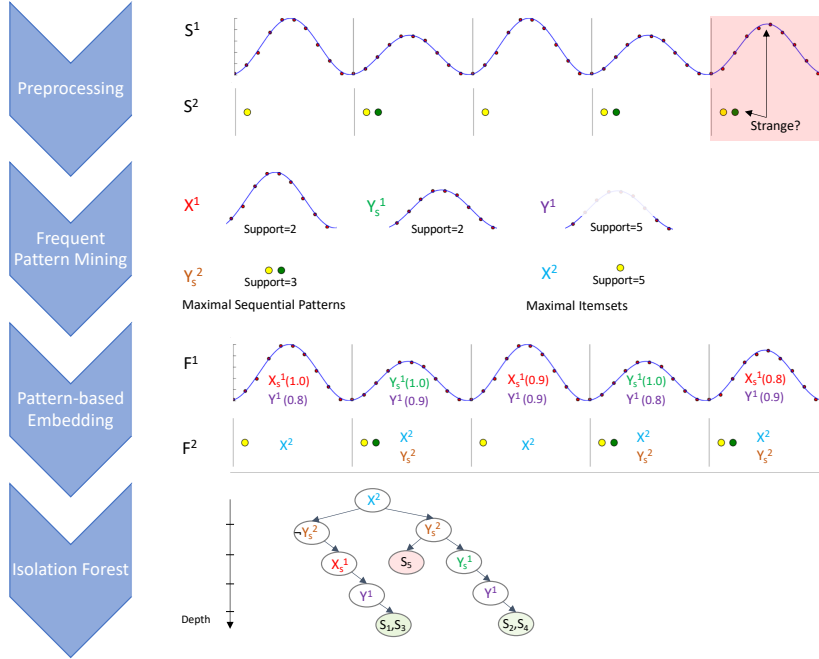 Preprocessing
S¹
S²
Strange?
Frequent
Pattern Mining
X¹
Support=2
Yₛ¹
Support=2
Y¹
Support=5
Yₛ²
Support=3
X²
Support=5
Maximal Sequential Patterns
Maximal Itemsets
Pattern-based
Embedding
F¹
Xₛ¹(1.0)
Y¹(0.8)
Yₛ¹(1.0)
Y¹(0.9)
Xₛ¹(0.9)
Y¹(0.9)
Yₛ¹(1.0)
Y¹(0.8)
Xₛ¹(0.8)
Y¹(0.9)
F²
X²
X²
Yₛ²
X²
X²
Yₛ²
X²
Yₛ²
Isolation Forest
Depth
X²
¬Yₛ²
Yₛ²
Xₛ¹
S₅
Yₛ¹
Y¹
Y¹
S₁,S₃
S₂,S₄